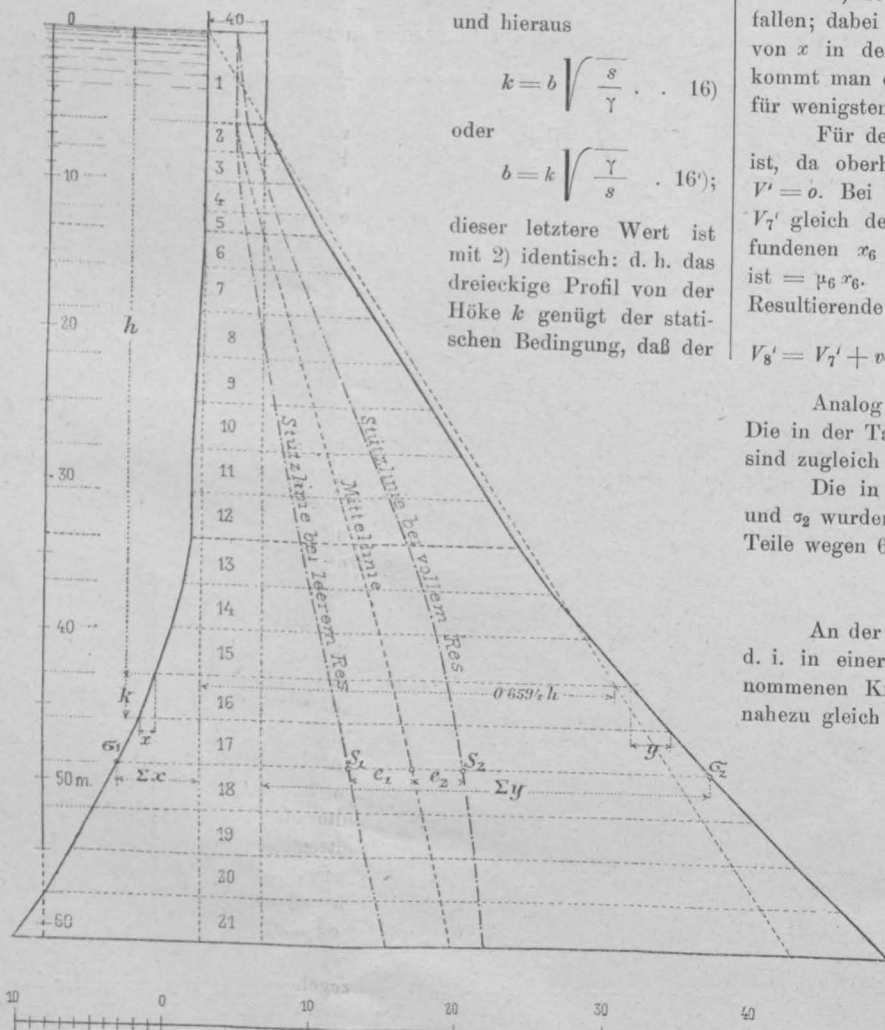 0
40
1
2
3
4
5
6
7
8
9
10
11
12
13
14
15
16
17
18
19
20
21
10
20
30
40
50 m.
60
h
k
x
σ₁
Σx
Stützlinie bei leerem Res
Mittellinie
Stützlinie bei vollem Res
0·6594 h
y
S₁
e₁
e₂
S₂
σ₂
Σy
10
0
10
20
30
40
und hieraus
k = b √ s/γ . . 16)
oder
b = k √ γ/s . 16');
dieser letztere Wert ist
mit 2) identisch: d. h. das
dreieckige Profil von der
Höke k genügt der stati-
schen Bedingung, daß der
fallen; dabei
von x in de
kommt man
für wenigsten
Für de
ist, da oberh
V' = o. Bei
V₇' gleich de
fundenen x₆
ist = μ₆ x₆.
Resultierende
V₈' = V₇' + v
Analog
Die in der Ta
sind zugleich
Die in
und σ₂ wurden
Teile wegen 6
An der
d. i. in einer
nommenen K
nahezu gleich